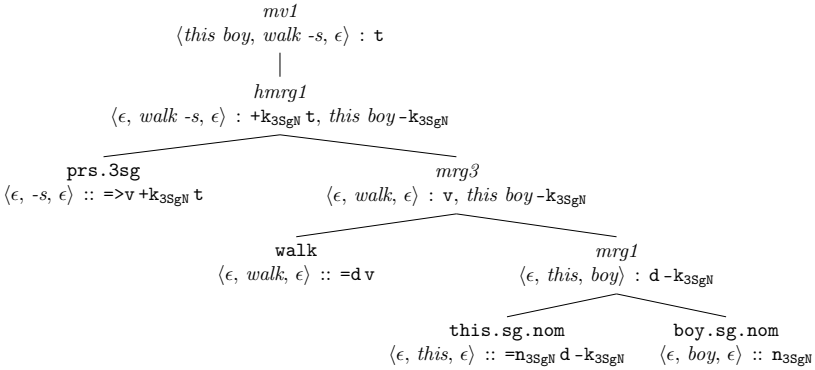 mv1
⟨this boy, walk -s, ϵ⟩ : t
hmrg1
⟨ϵ, walk -s, ϵ⟩ : +k₃SgN t, this boy -k₃SgN
prs.3sg
⟨ϵ, -s, ϵ⟩ :: =>v +k₃SgN t
mrg3
⟨ϵ, walk, ϵ⟩ : v, this boy -k₃SgN
walk
⟨ϵ, walk, ϵ⟩ :: =d v
mrg1
⟨ϵ, this, boy⟩ : d -k₃SgN
this.sg.nom
⟨ϵ, this, ϵ⟩ :: =n₃SgN d -k₃SgN
boy.sg.nom
⟨ϵ, boy, ϵ⟩ :: n₃SgN